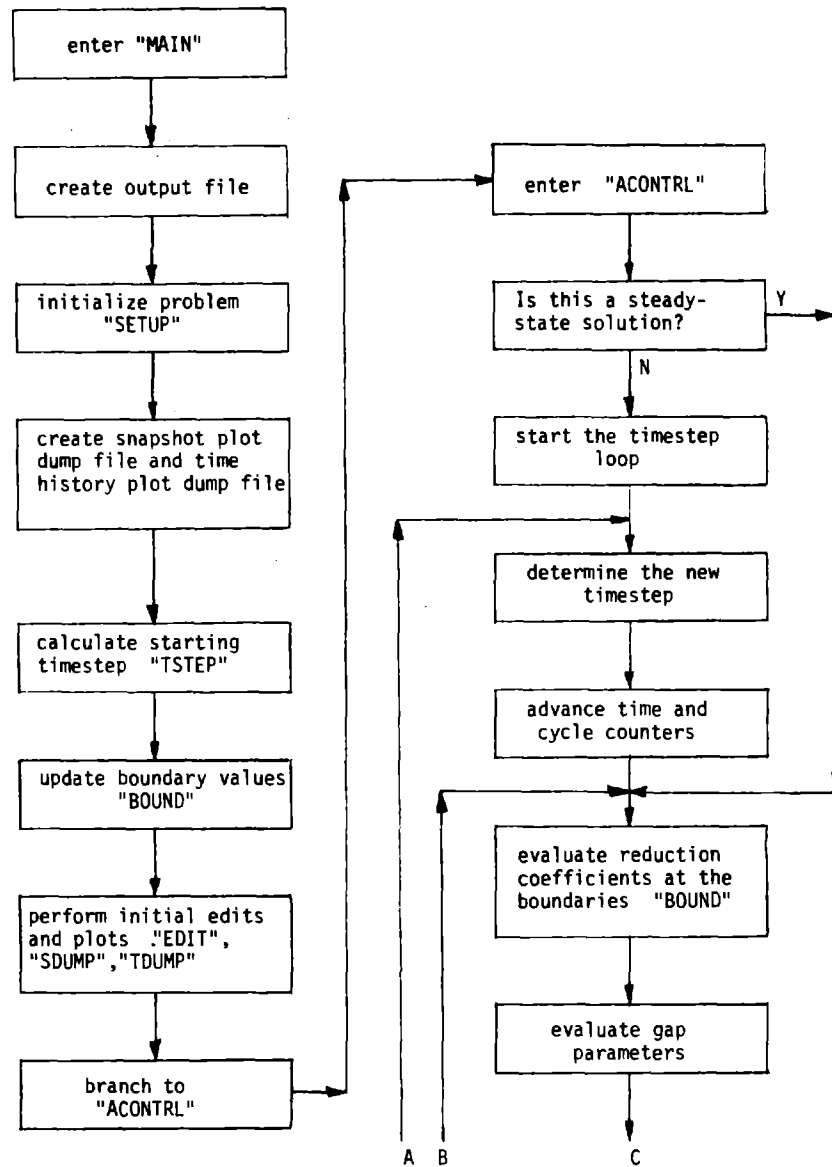 enter "MAIN"
create output file
initialize problem
"SETUP"
create snapshot plot
dump file and time
history plot dump file
calculate starting
timestep "TSTEP"
update boundary values
"BOUND"
perform initial edits
and plots "EDIT",
"SDUMP","TDUMP"
branch to
"ACONTRL"
enter "ACONTRL"
Is this a steady-
state solution?
Y
N
start the timestep
loop
determine the new
timestep
advance time and
cycle counters
evaluate reduction
coefficients at the
boundaries "BOUND"
evaluate gap
parameters
A B C